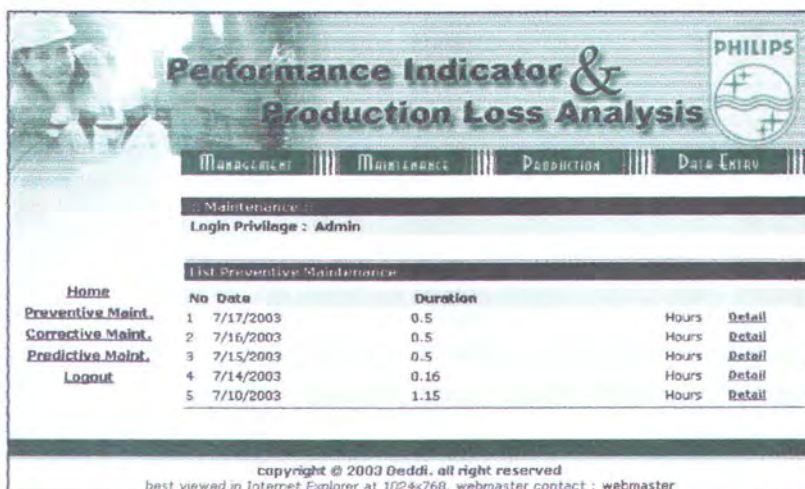 Performance Indicator &
Production Loss Analysis
PHILIPS
MANAGEMENT MAINTENANCE PRODUCTION DATA ENTRY
:: Maintenance ::
Login Privilage : Admin
List Preventive Maintenance
Home
Preventive Maint.
Corrective Maint.
Predictive Maint.
Logout
No Date Duration
1 7/17/2003 0.5 Hours Detail
2 7/16/2003 0.5 Hours Detail
3 7/15/2003 0.5 Hours Detail
4 7/14/2003 0.16 Hours Detail
5 7/10/2003 1.15 Hours Detail
copyright © 2003 Deddi. all right reserved
best viewed in Internet Explorer at 1024x768. webmaster contact : webmaster